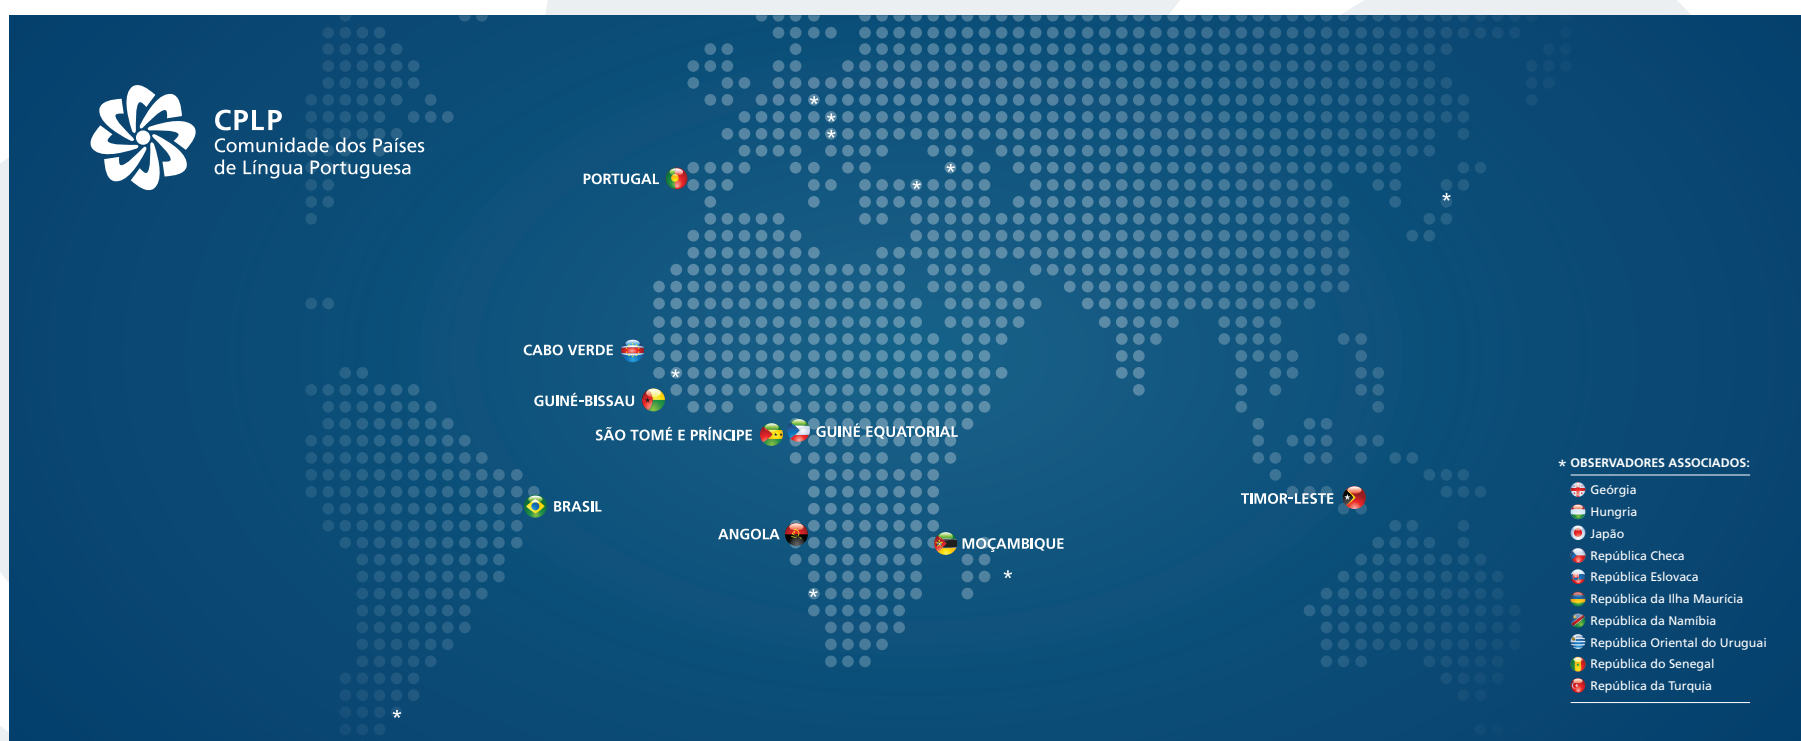 CPLP
Comunidade dos Países
de Língua Portuguesa
PORTUGAL
CABO VERDE
GUINÉ-BISSAU
SÃO TOMÉ E PRÍNCIPE
GUINÉ EQUATORIAL
BRASIL
ANGOLA
MOÇAMBIQUE
TIMOR-LESTE
* OBSERVADORES ASSOCIADOS:
Geórgia
Hungria
Japão
República Checa
República Eslovaca
República da Ilha Maurícia
República da Namíbia
República Oriental do Uruguai
República do Senegal
República da Turquia